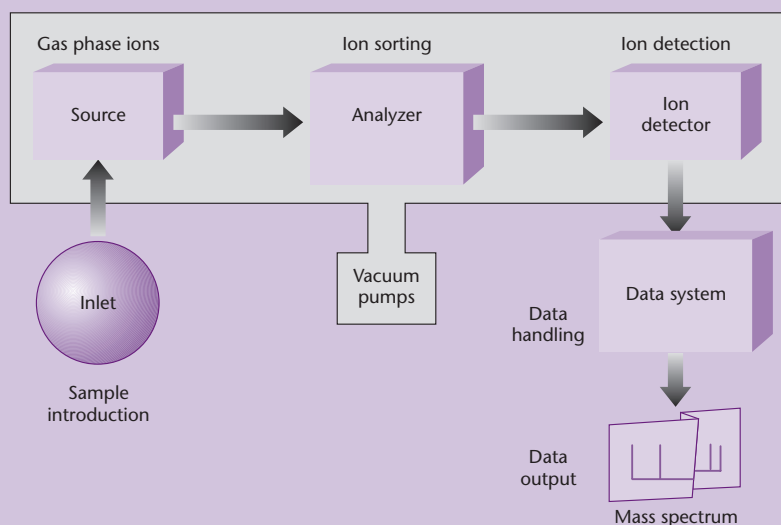 Gas phase ions
Ion sorting
Ion detection
Source
Analyzer
Ion
detector
Inlet
Vacuum
pumps
Data system
Data
handling
Sample
introduction
Data
output
Mass spectrum